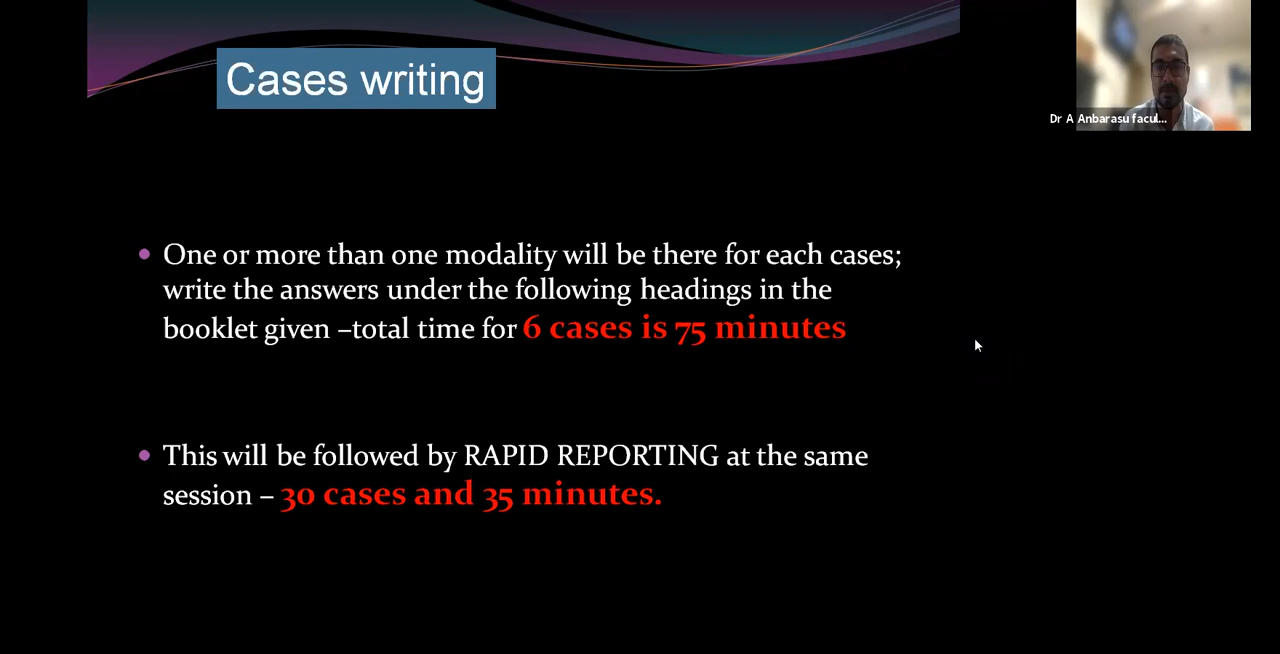 Cases writing
Dr A Anbarasu facul...
One or more than one modality will be there for each cases;
write the answers under the following headings in the
booklet given –total time for 6 cases is 75 minutes
This will be followed by RAPID REPORTING at the same
session – 30 cases and 35 minutes.